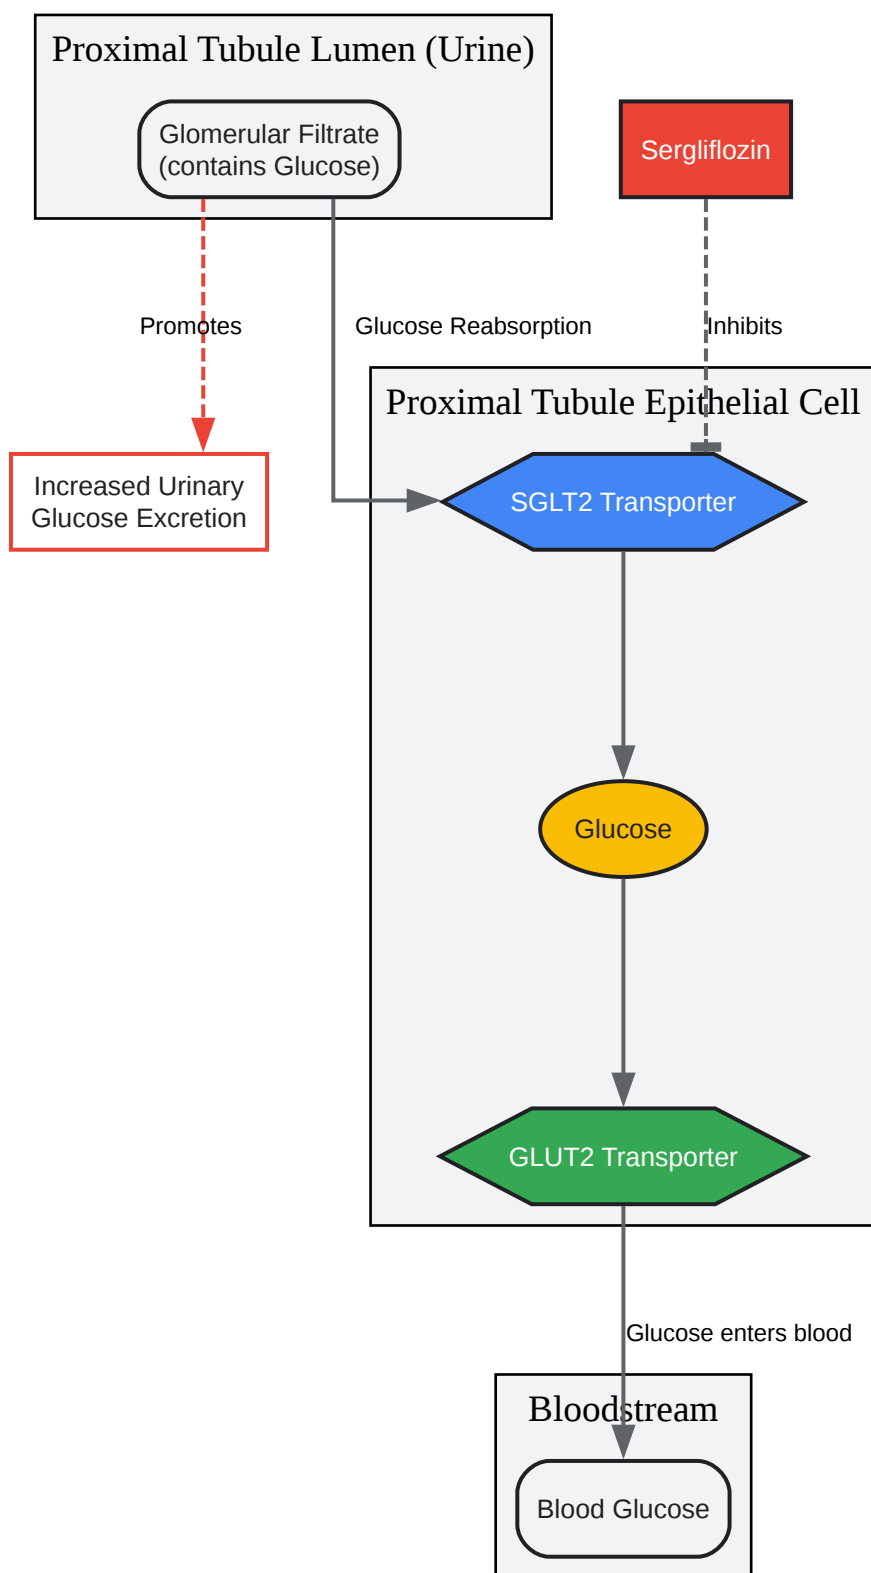 Proximal Tubule Lumen (Urine)
Glomerular Filtrate
(contains Glucose)
Sergliflozin
Promotes
Glucose Reabsorption
Inhibits
Proximal Tubule Epithelial Cell
Increased Urinary
Glucose Excretion
SGLT2 Transporter
Glucose
GLUT2 Transporter
Glucose enters blood
Bloodstream
Blood Glucose